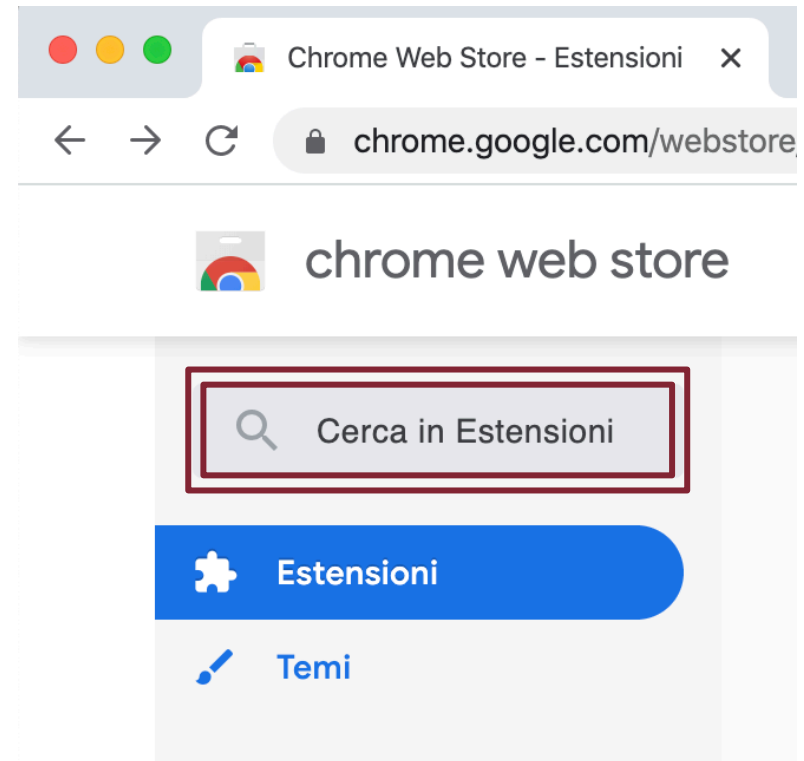 Chrome Web Store - Estensioni
chrome.google.com/webstore
chrome web store
Cerca in Estensioni
Estensioni
Temi